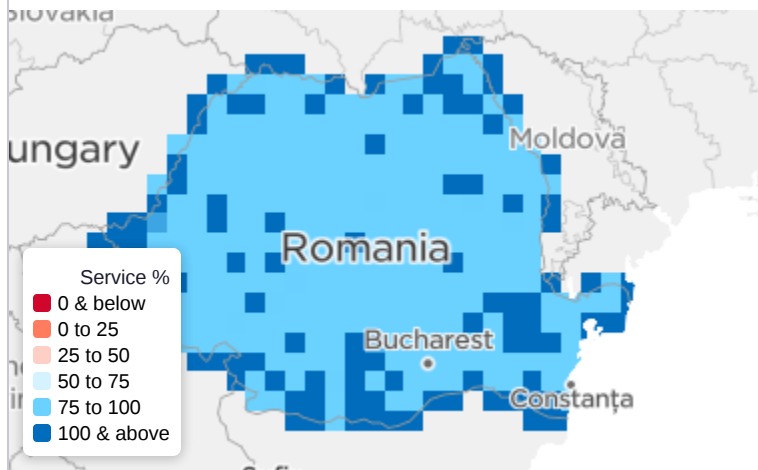 Slovakia
ungary
Moldova
Romania
Service %
0 & below
0 to 25
25 to 50
50 to 75
75 to 100
100 & above
Bucharest
Constanța